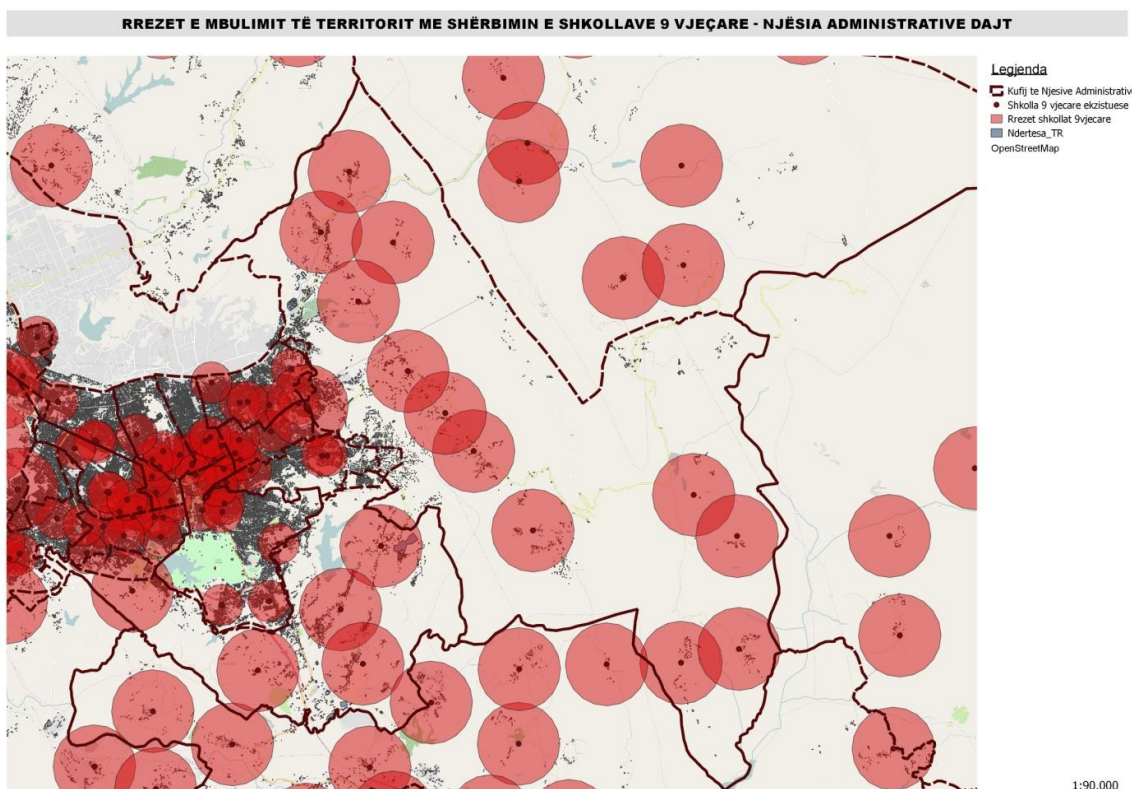 RREZET E MBULIMIT TË TERRITORIT ME SHËRBIMIN E SHKOLLAVE 9 VJEÇARE - NJËSIA ADMINISTRATIVE DAJT
Legjenda
Kufij te Njesive Administrative
Shkolla 9 vjecare ekzistuese
Rrezet shkollat 9vjecare
Ndertesa_TR
OpenStreetMap
1:90,000